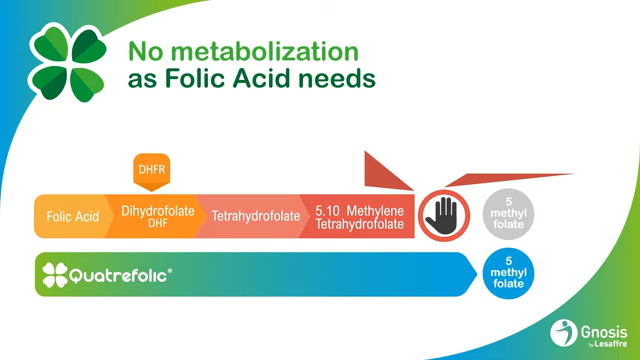 No metabolization
as Folic Acid needs
DHFR
Folic Acid
Dihydrofolate
DHF
Tetrahydrofolate
5.10 Methylene
Tetrahydrofolate
5
methyl
folate
Quatrefolic®
5
methyl
folate
Gnosis
by Lesaffre